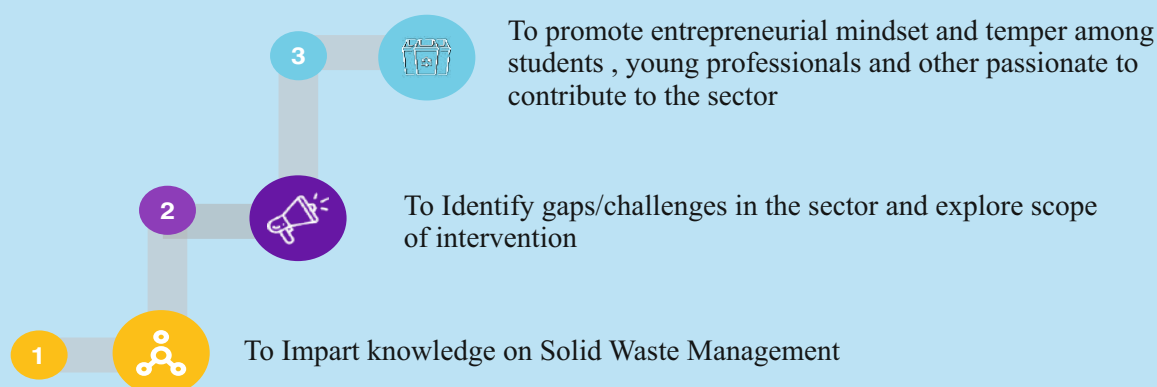 3
To promote entrepreneurial mindset and temper among
students , young professionals and other passionate to
contribute to the sector
2
To Identify gaps/challenges in the sector and explore scope
of intervention
1
To Impart knowledge on Solid Waste Management